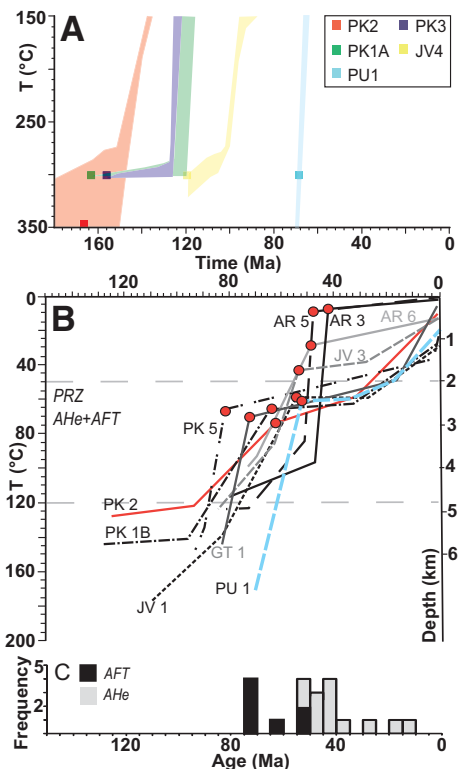 A
T (°C)
150
250
350
PK2 PK3
PK1A JV4
PU1
160 120 80 40 0
Time (Ma)
120 80 40 0
B
T (°C)
0
40
80
120
160
200
PRZ
AHe+AFT
AR 5
AR 3
AR 6
JV 3
PK 5
PK 2
PK 1B
GT 1
JV 1
PU 1
1
2
3
4
5
6
Depth (km)
C
AFT
AHe
Frequency
5
2
120 80 40 0
Age (Ma)